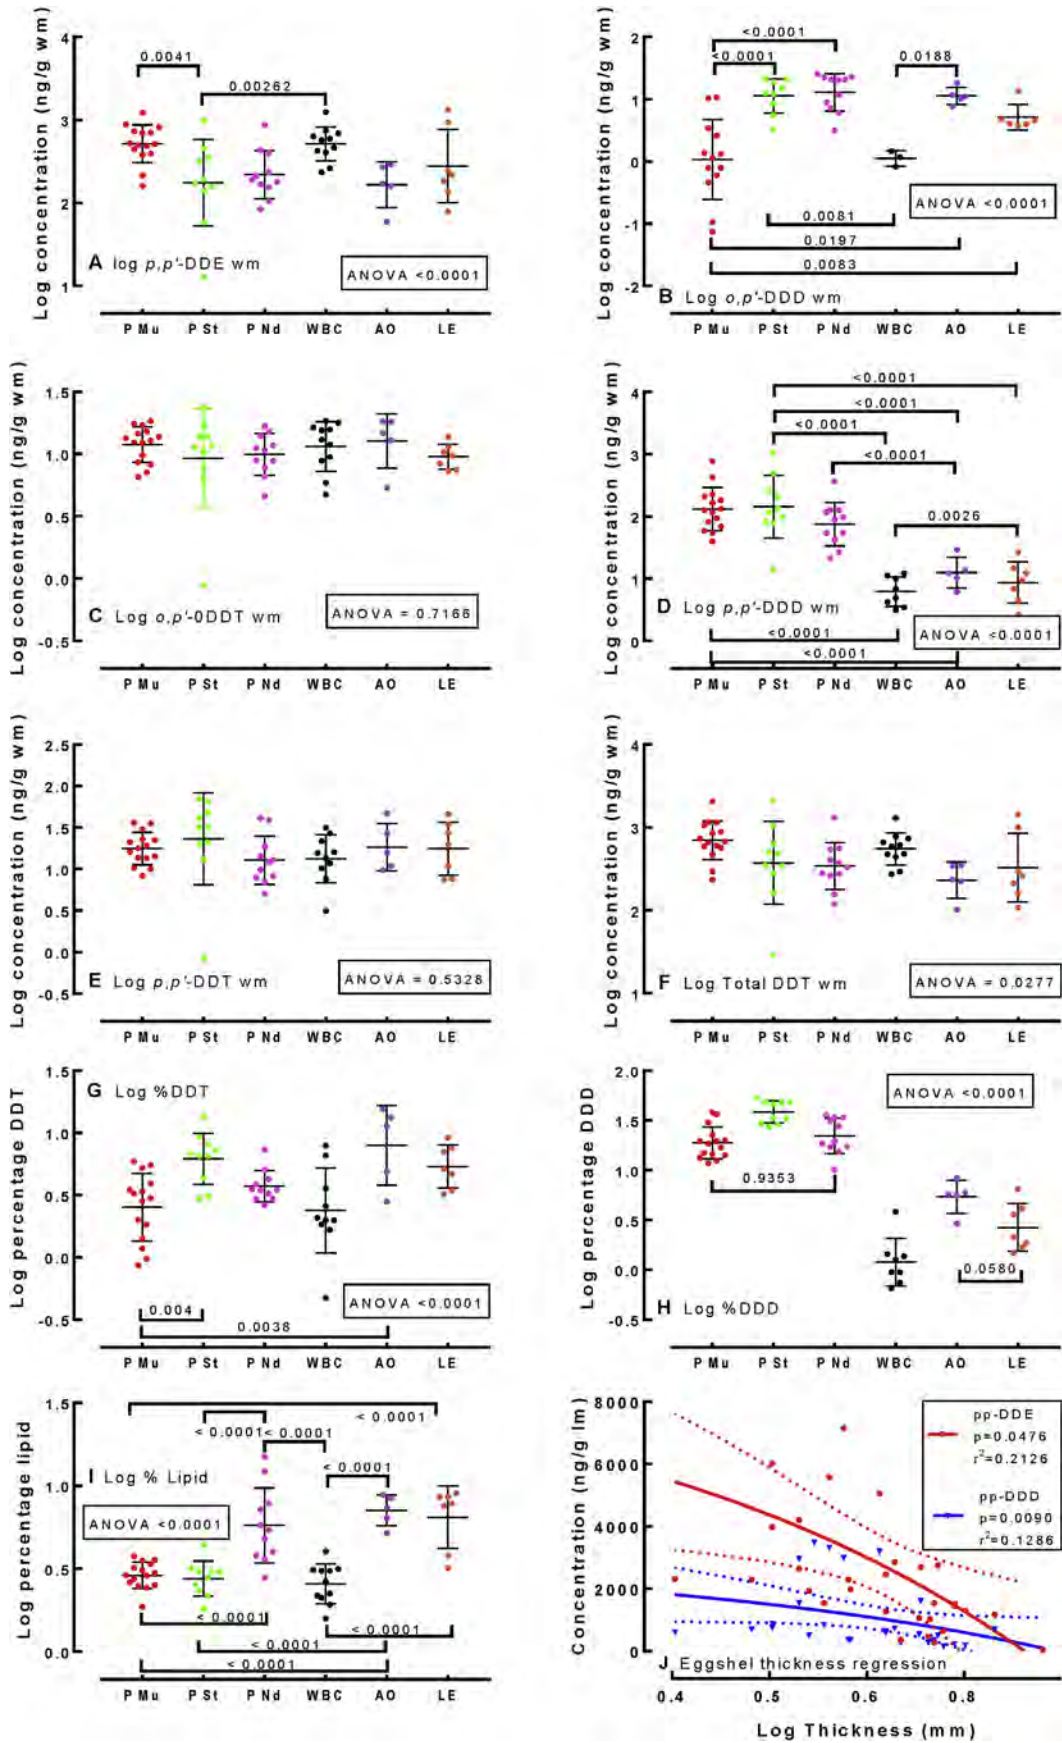 Log concentration (ng/g wm)
4
3
2
1
0.0041
0.00262
A log p,p'-DDE wm
ANOVA <0.0001
P Mu P St P Nd WBC AO LE
Log concentration (ng/g wm)
2
1
0
-1
-2
<0.0001
<0.0001
0.0188
ANOVA <0.0001
0.0081
0.0197
0.0083
B Log o,p'-DDD wm
P Mu P St P Nd WBC AO LE
Log concentration (ng/g wm)
1.5
1.0
0.5
0.0
-0.5
C Log o,p'-0DDT wm
ANOVA = 0.7166
P Mu P St P Nd WBC AO LE
Log concentration (ng/g wm)
4
3
2
1
0
<0.0001
<0.0001
<0.0001
<0.0001
0.0026
D Log p,p'-DDD wm
ANOVA <0.0001
<0.0001
<0.0001
P Mu P St P Nd WBC AO LE
Log concentration (ng/g wm)
2.5
2.0
1.5
1.0
0.5
0.0
-0.5
E Log p,p'-DDT wm
ANOVA = 0.5328
P Mu P St P Nd WBC AO LE
Log concentration (ng/g wm)
4
3
2
1
F Log Total DDT wm
ANOVA = 0.0277
P Mu P St P Nd WBC AO LE
Log percentage DDT
1.5
1.0
0.5
0.0
-0.5
G Log %DDT
ANOVA <0.0001
0.004
0.0038
P Mu P St P Nd WBC AO LE
Log percentage DDD
2.0
1.5
1.0
0.5
0.0
-0.5
ANOVA <0.0001
0.9353
0.0580
H Log %DDD
P Mu P St P Nd WBC AO LE
Log percentage lipid
1.5
1.0
0.5
0.0
< 0.0001
< 0.0001
< 0.0001
< 0.0001
I Log % Lipid
ANOVA <0.0001
< 0.0001
< 0.0001
< 0.0001
< 0.0001
P Mu P St P Nd WBC AO LE
Concentration (ng/g lm)
8000
6000
4000
2000
0
pp-DDE
p=0.0476
r²=0.2126
pp-DDD
p=0.0090
r²=0.1286
J Eggshel thickness regression
0.4 0.5 0.6 0.8
Log Thickness (mm)